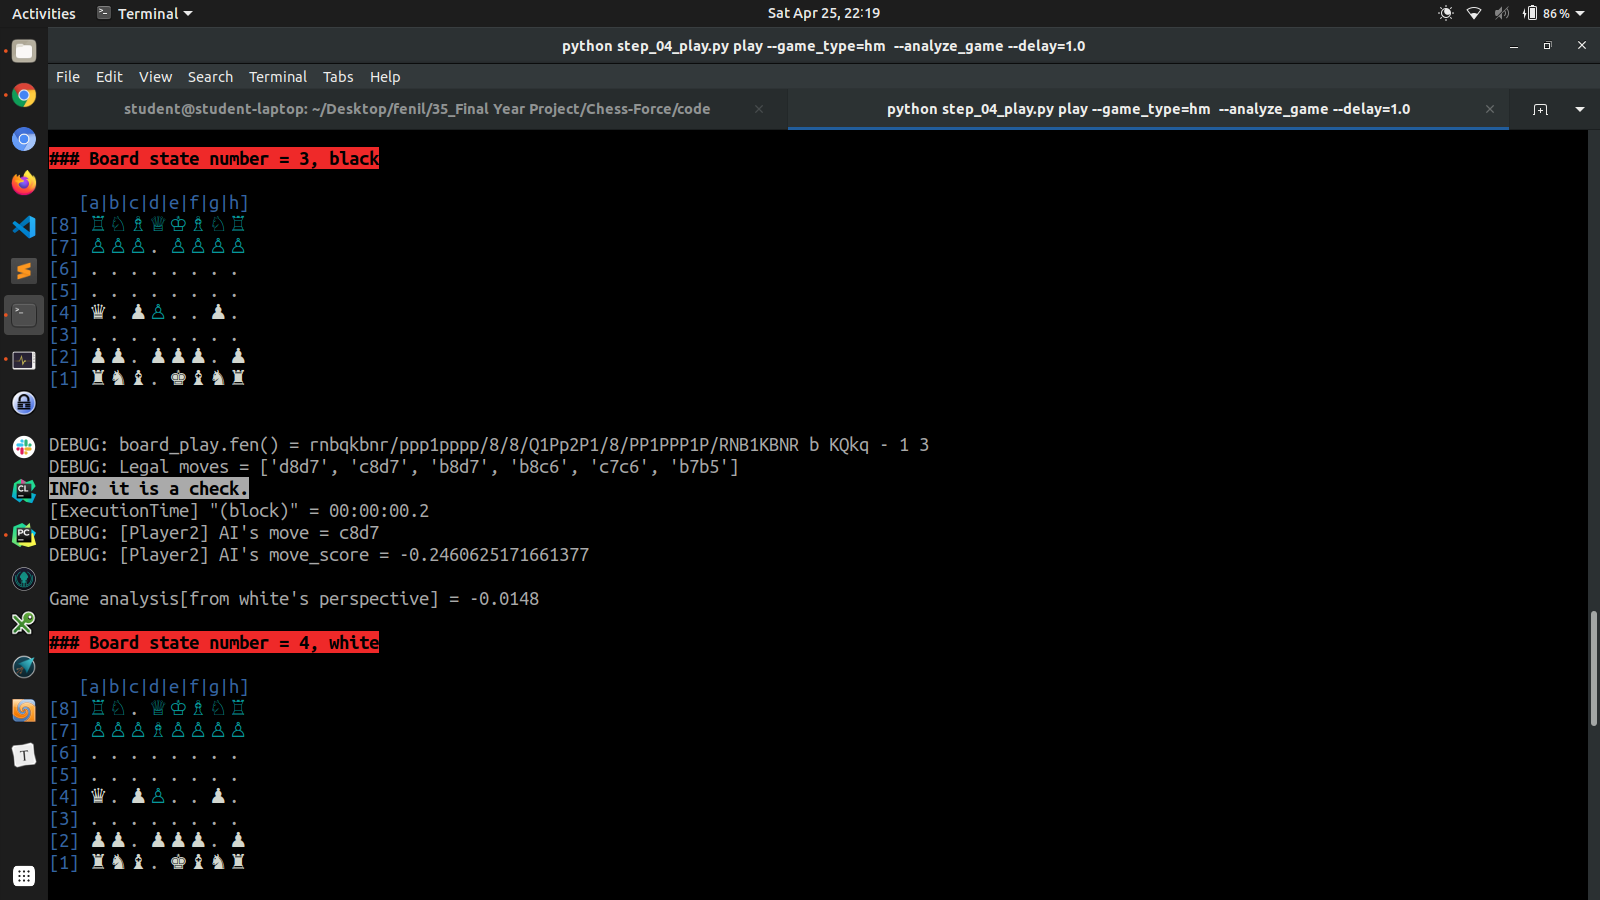 Activities
Terminal
Sat Apr 25, 22:19
86 %
python step_04_play.py play --game_type=hm  --analyze_game --delay=1.0
File Edit View Search Terminal Tabs Help
student@student-laptop: ~/Desktop/fenil/35_Final Year Project/Chess-Force/code
python step_04_play.py play --game_type=hm  --analyze_game --delay=1.0
### Board state number = 3, black
[a|b|c|d|e|f|g|h]
[8] ♖♘♗♕♔♗♘♖
[7] ♙♙♙. ♙♙♙♙
[6] . . . . . . . .
[5] . . . . . . . .
[4] ♛. ♟♙. . ♟.
[3] . . . . . . . .
[2] ♟♟. ♟♟♟. ♟
[1] ♜♞♝. ♚♝♞♜
DEBUG: board_play.fen() = rnbqkbnr/ppp1pppp/8/8/Q1Pp2P1/8/PP1PPP1P/RNB1KBNR b KQkq - 1 3
DEBUG: Legal moves = ['d8d7', 'c8d7', 'b8d7', 'b8c6', 'c7c6', 'b7b5']
INFO: it is a check.
[ExecutionTime] "(block)" = 00:00:00.2
DEBUG: [Player2] AI's move = c8d7
DEBUG: [Player2] AI's move_score = -0.2460625171661377
Game analysis[from white's perspective] = -0.0148
### Board state number = 4, white
[a|b|c|d|e|f|g|h]
[8] ♖♘. ♕♔♗♘♖
[7] ♙♙♙♗♙♙♙♙
[6] . . . . . . . .
[5] . . . . . . . .
[4] ♛. ♟♙. . ♟.
[3] . . . . . . . .
[2] ♟♟. ♟♟♟. ♟
[1] ♜♞♝. ♚♝♞♜